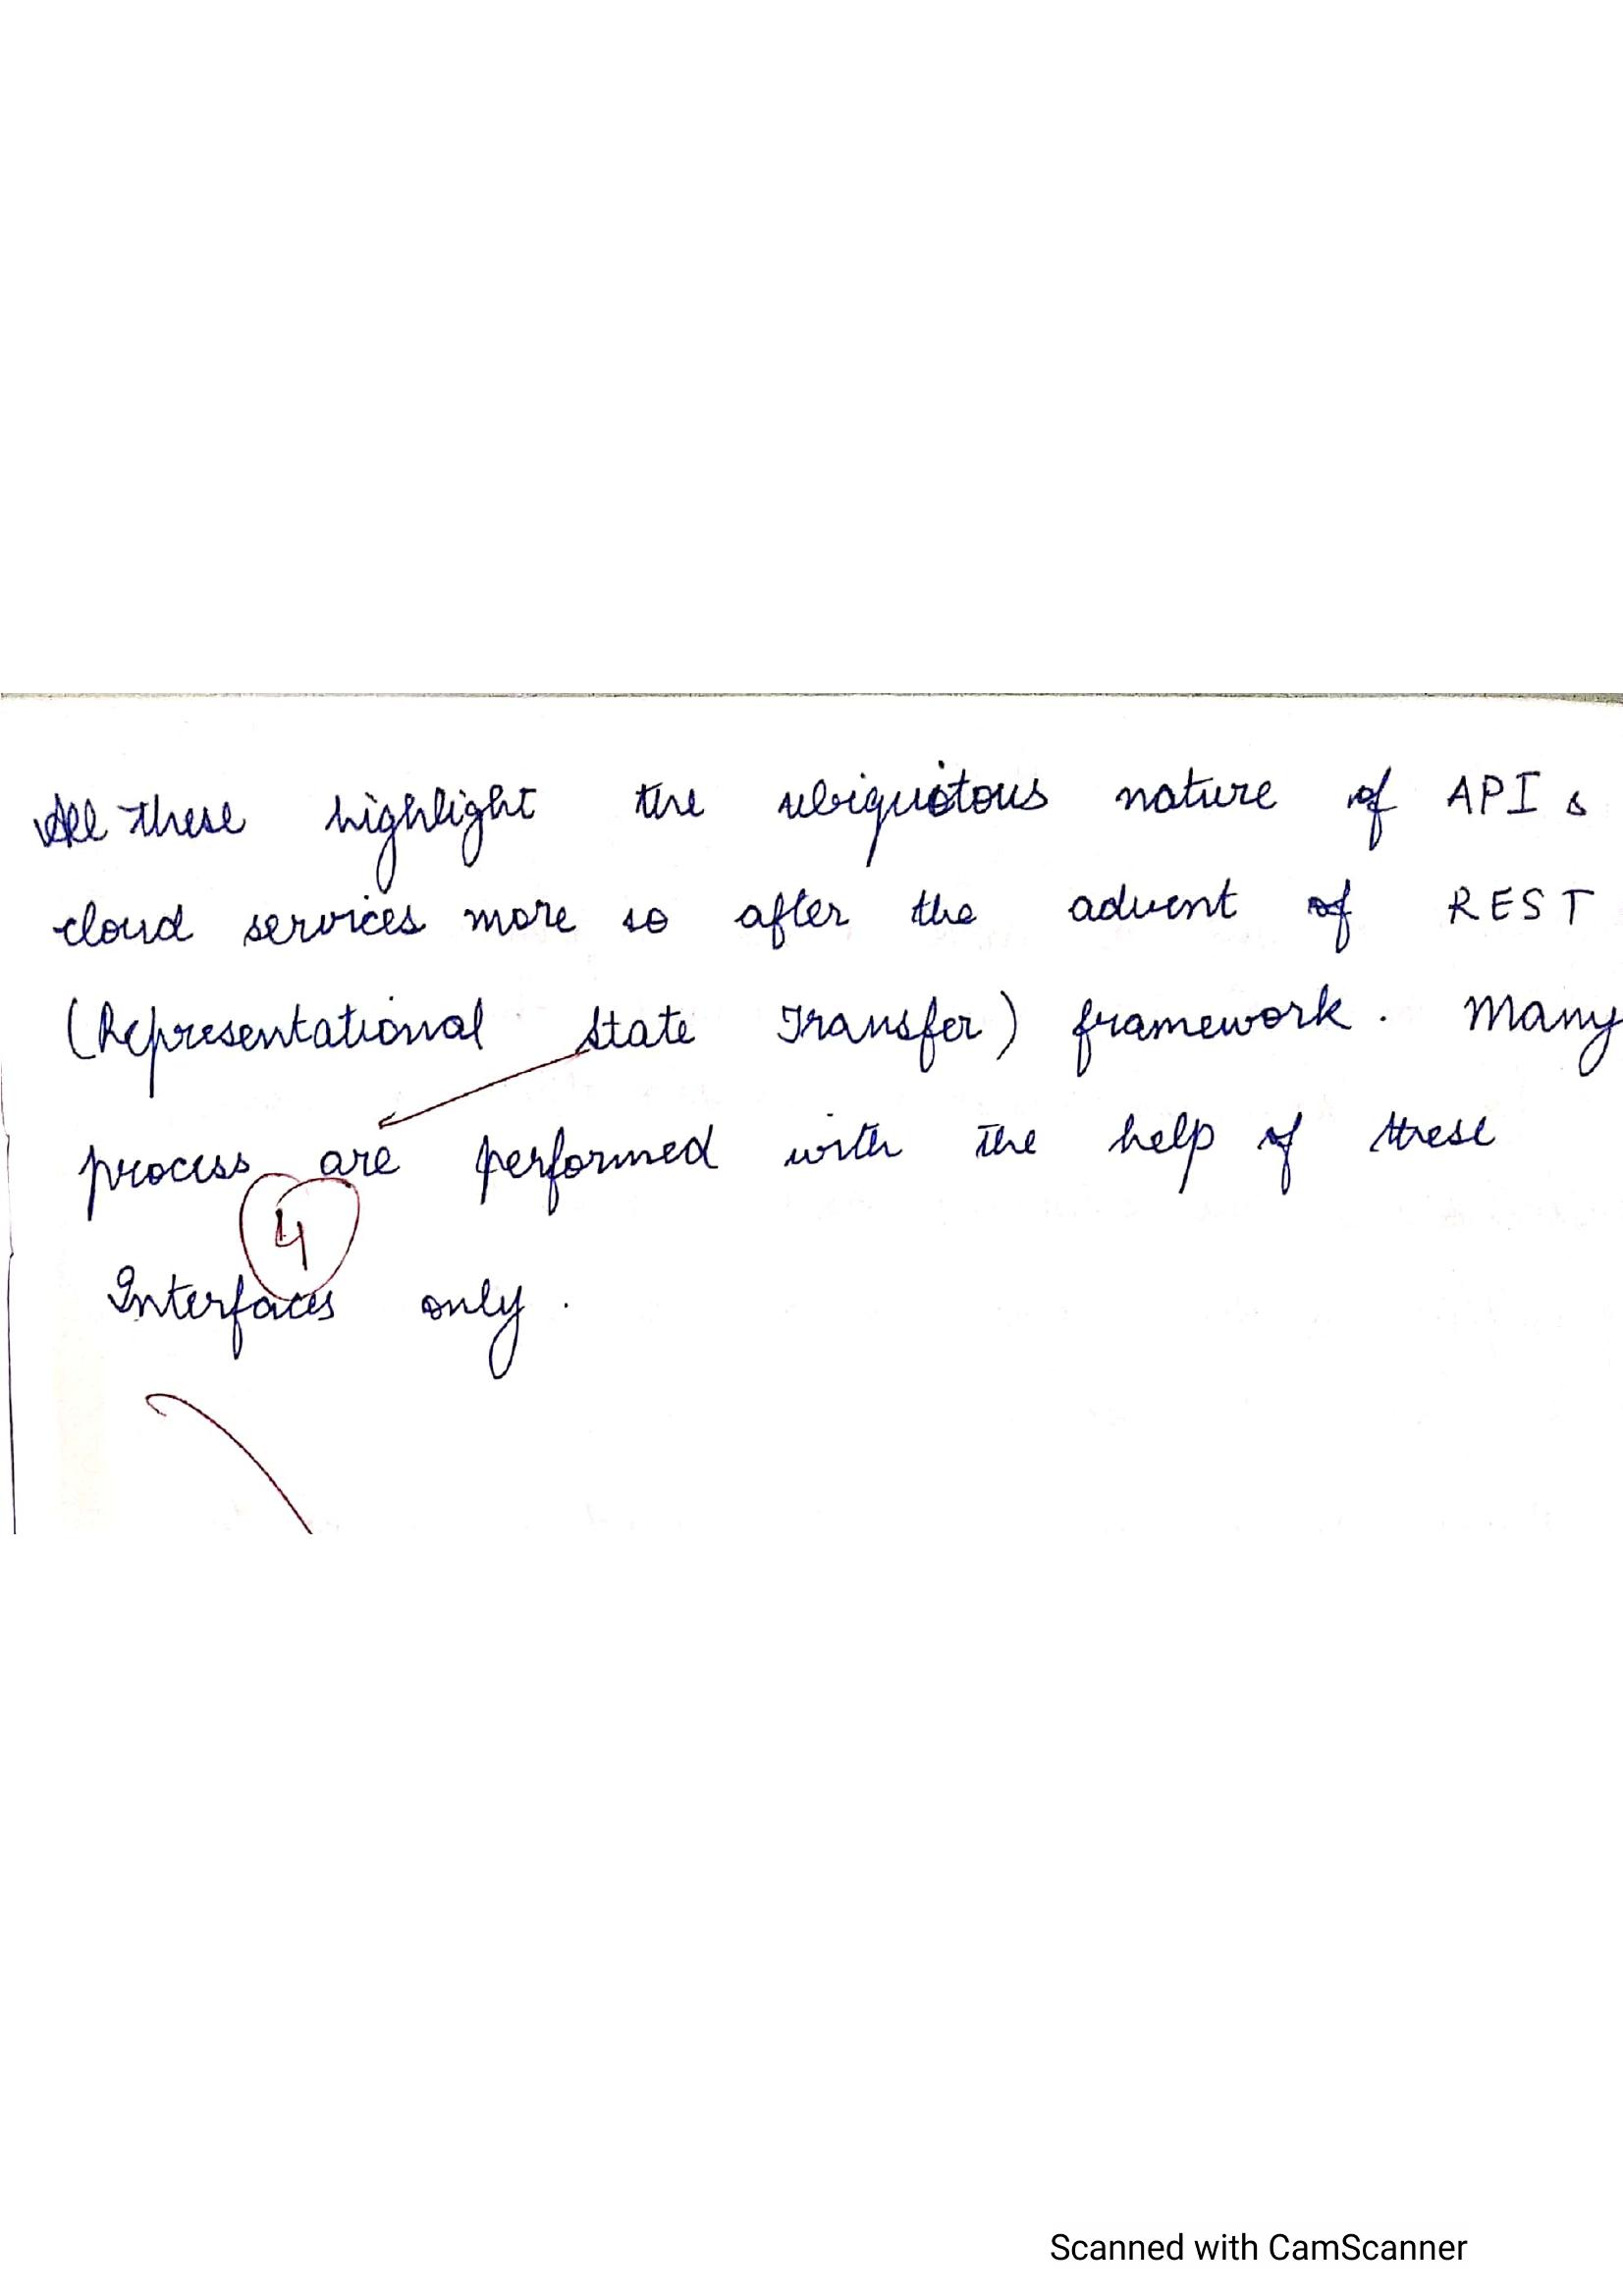 All these highlight the ubiquitous nature of API &
cloud services more so after the advent of REST
(Representational State Transfer) framework. Many
process are performed with the help of these
4
Interfaces only.
Scanned with CamScanner